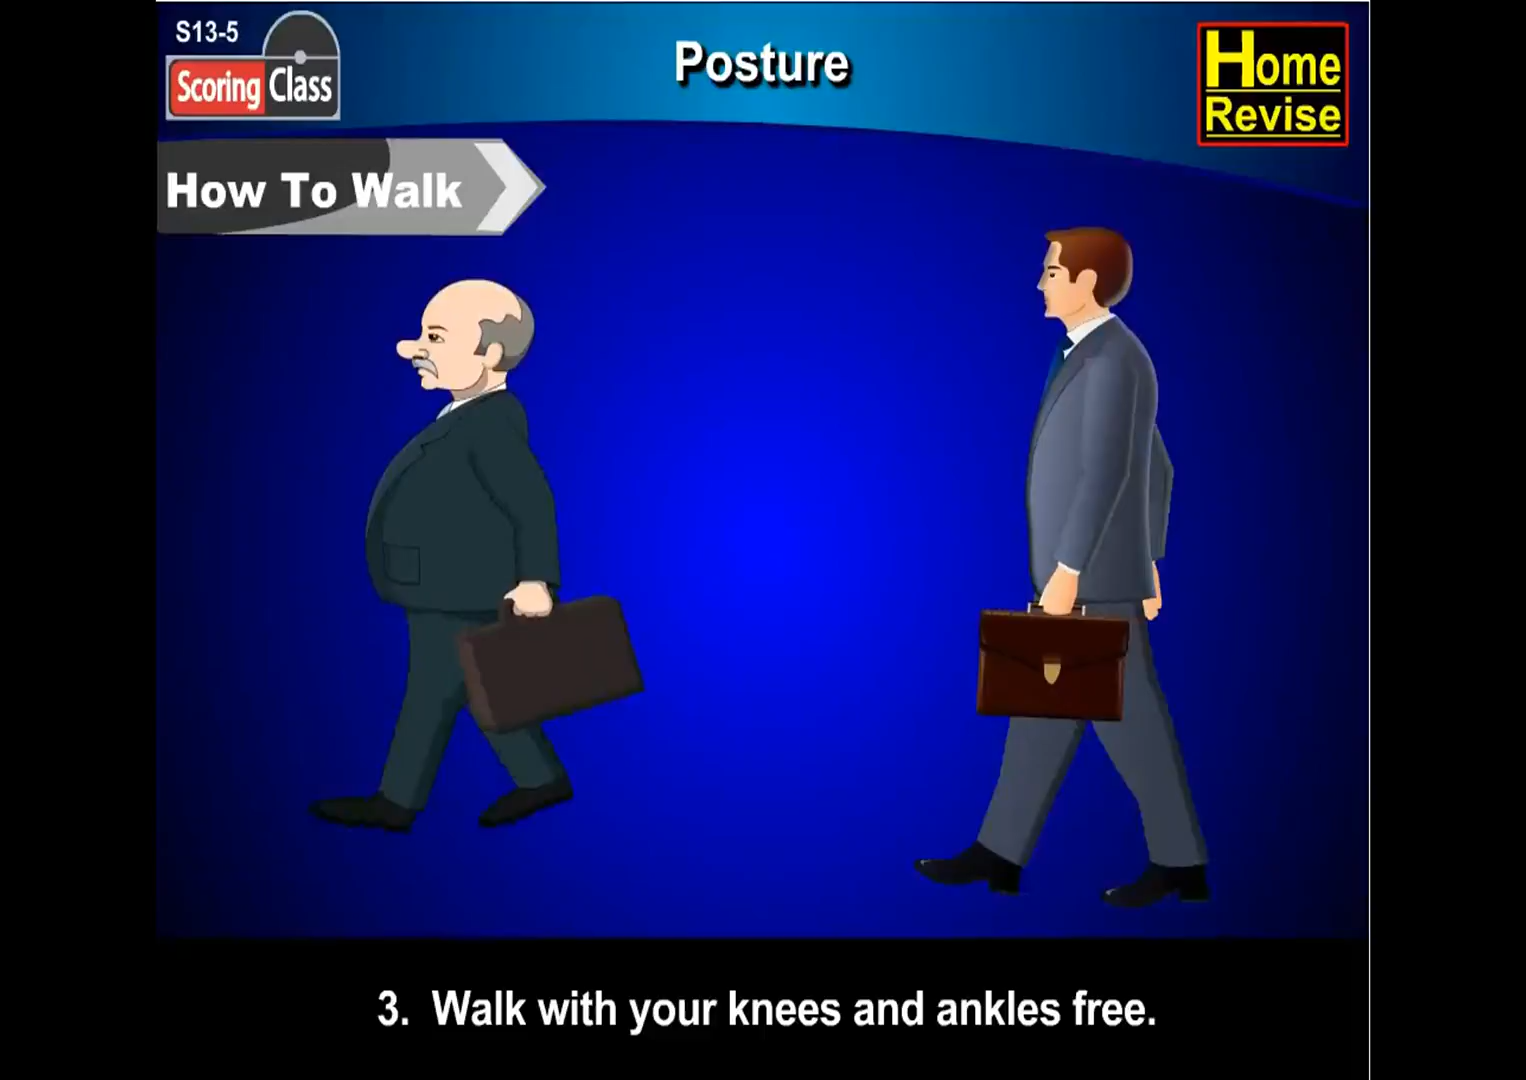 S13-5
Scoring Class
Posture
Home
Revise
How To Walk
3. Walk with your knees and ankles free.